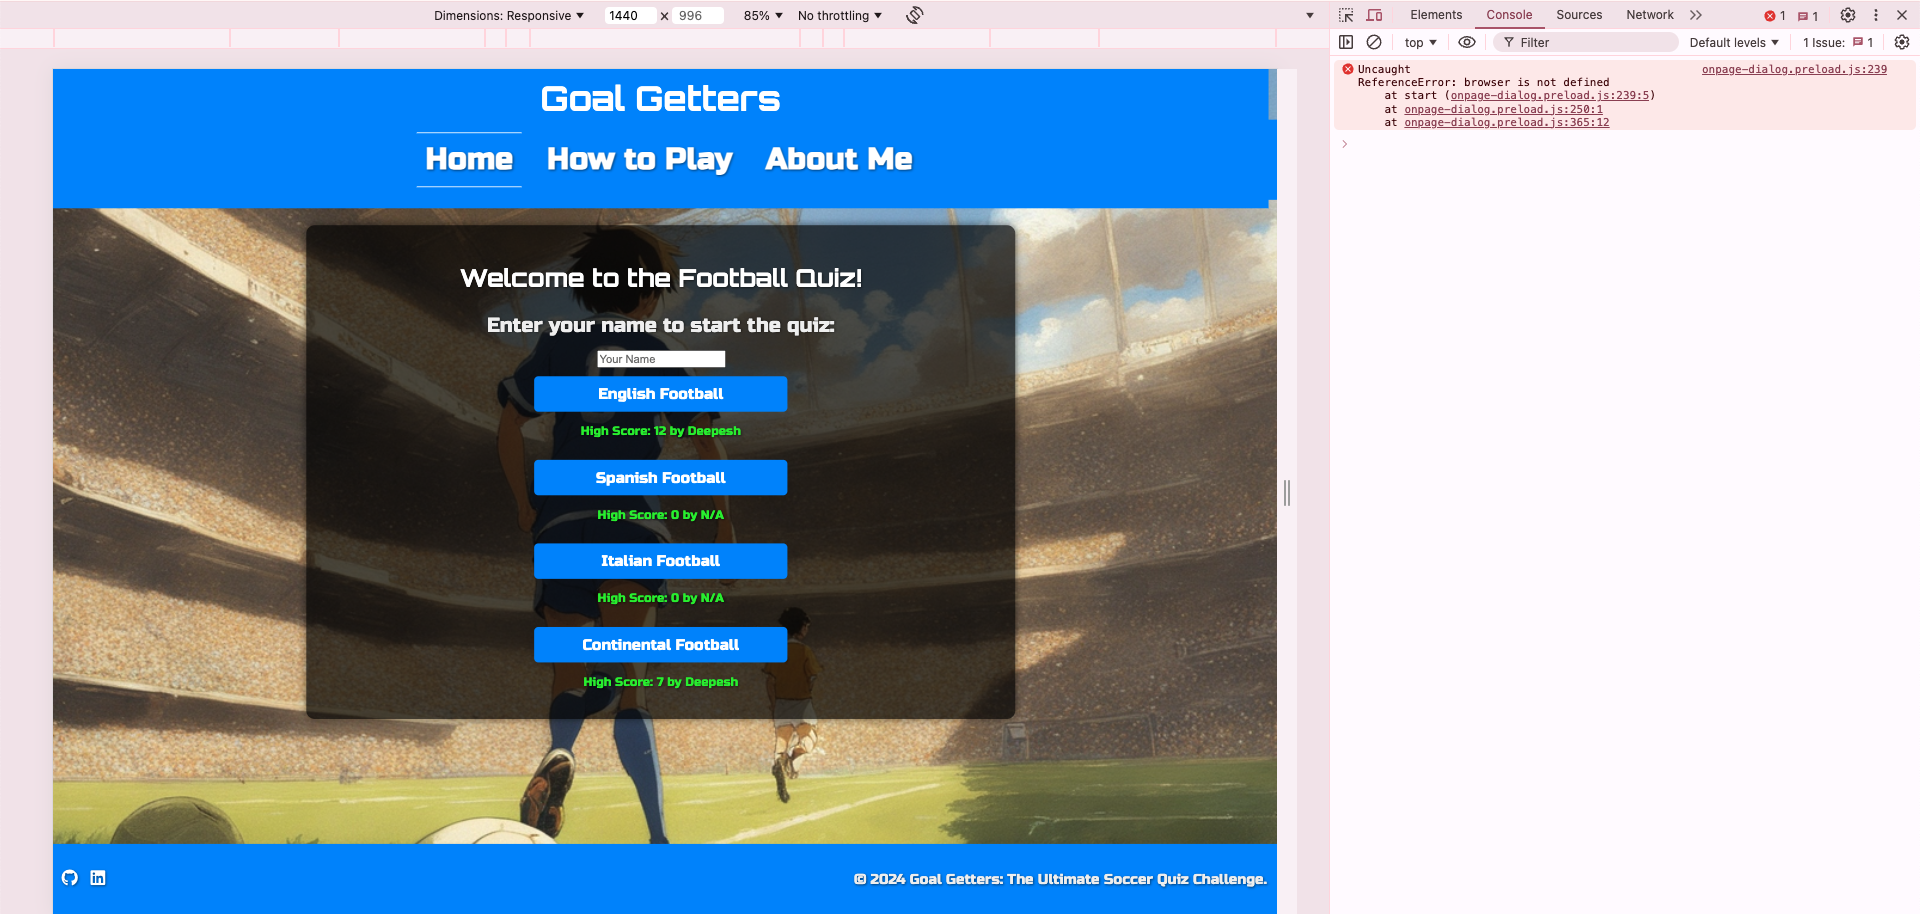 Dimensions: Responsive 1440 x 996 85% No throttling
Elements Console Sources Network 1 1
top Filter Default levels 1 Issue: 1
Uncaught onpage-dialog.preload.js:239
ReferenceError: browser is not defined
at start (onpage-dialog.preload.js:239:5)
at onpage-dialog.preload.js:250:1
at onpage-dialog.preload.js:365:12
Goal Getters
Home How to Play About Me
Welcome to the Football Quiz!
Enter your name to start the quiz:
Your Name
English Football
High Score: 12 by Deepesh
Spanish Football
High Score: 0 by N/A
Italian Football
High Score: 0 by N/A
Continental Football
High Score: 7 by Deepesh
© 2024 Goal Getters: The Ultimate Soccer Quiz Challenge.